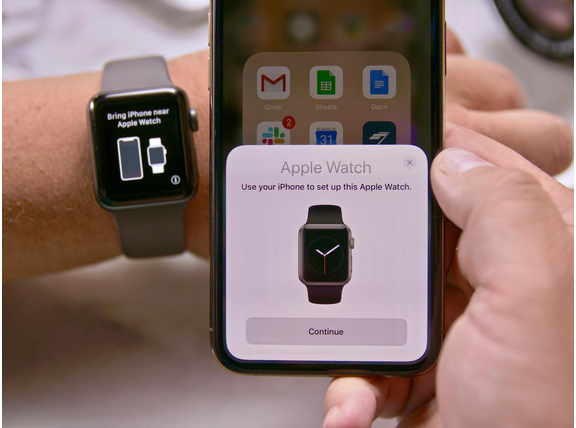 Bring iPhone near
Apple Watch
Gmail
Sheets
Docs
2
31
Apple Watch
Use your iPhone to set up this Apple Watch.
Continue